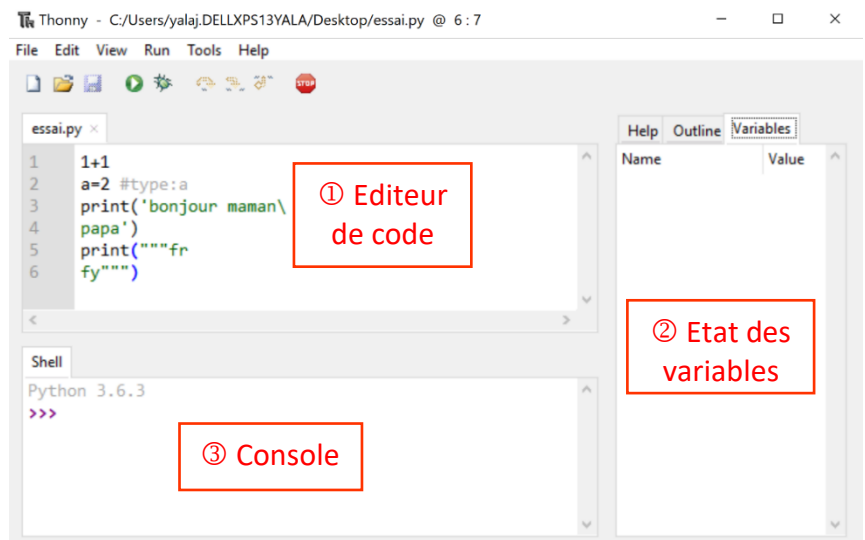 Thonny - C:/Users/yalaj.DELLXPS13YALA/Desktop/essai.py @ 6 : 7
File Edit View Run Tools Help
STOP
essai.py ×
1 1+1
2 a=2 #type:a
3 print('bonjour maman\
4 papa')
5 print("""fr
6 fy""")
① Editeur
de code
Help Outline Variables
Name Value
② Etat des
variables
Shell
Python 3.6.3
>>>
③ Console